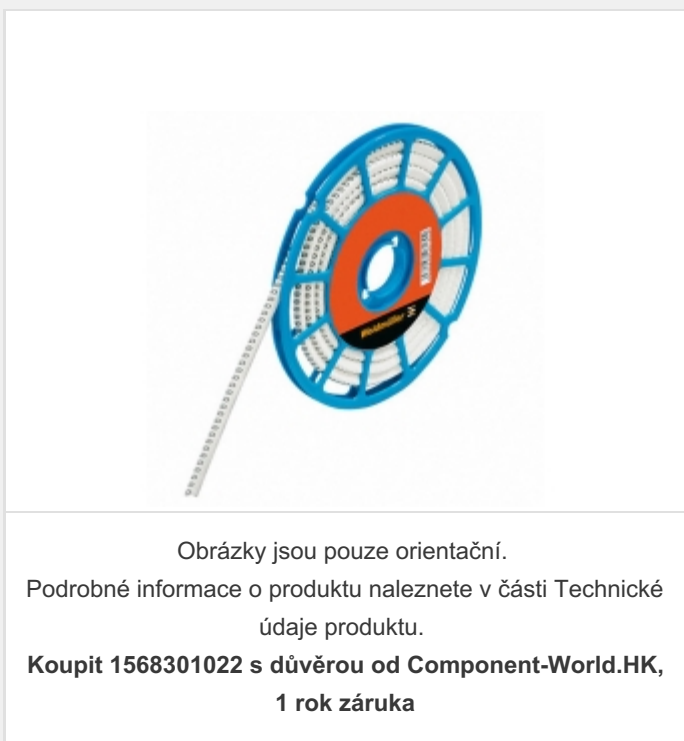 Weidmüller
Obrázky jsou pouze orientační.
Podrobné informace o produktu naleznete v části Technické
údaje produktu.
Koupit 1568301022 s důvěrou od Component-World.HK,
1 rok záruka